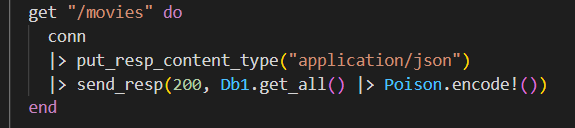 get "/movies" do
conn
|> put_resp_content_type("application/json")
|> send_resp(200, Db1.get_all() |> Poison.encode!())
end